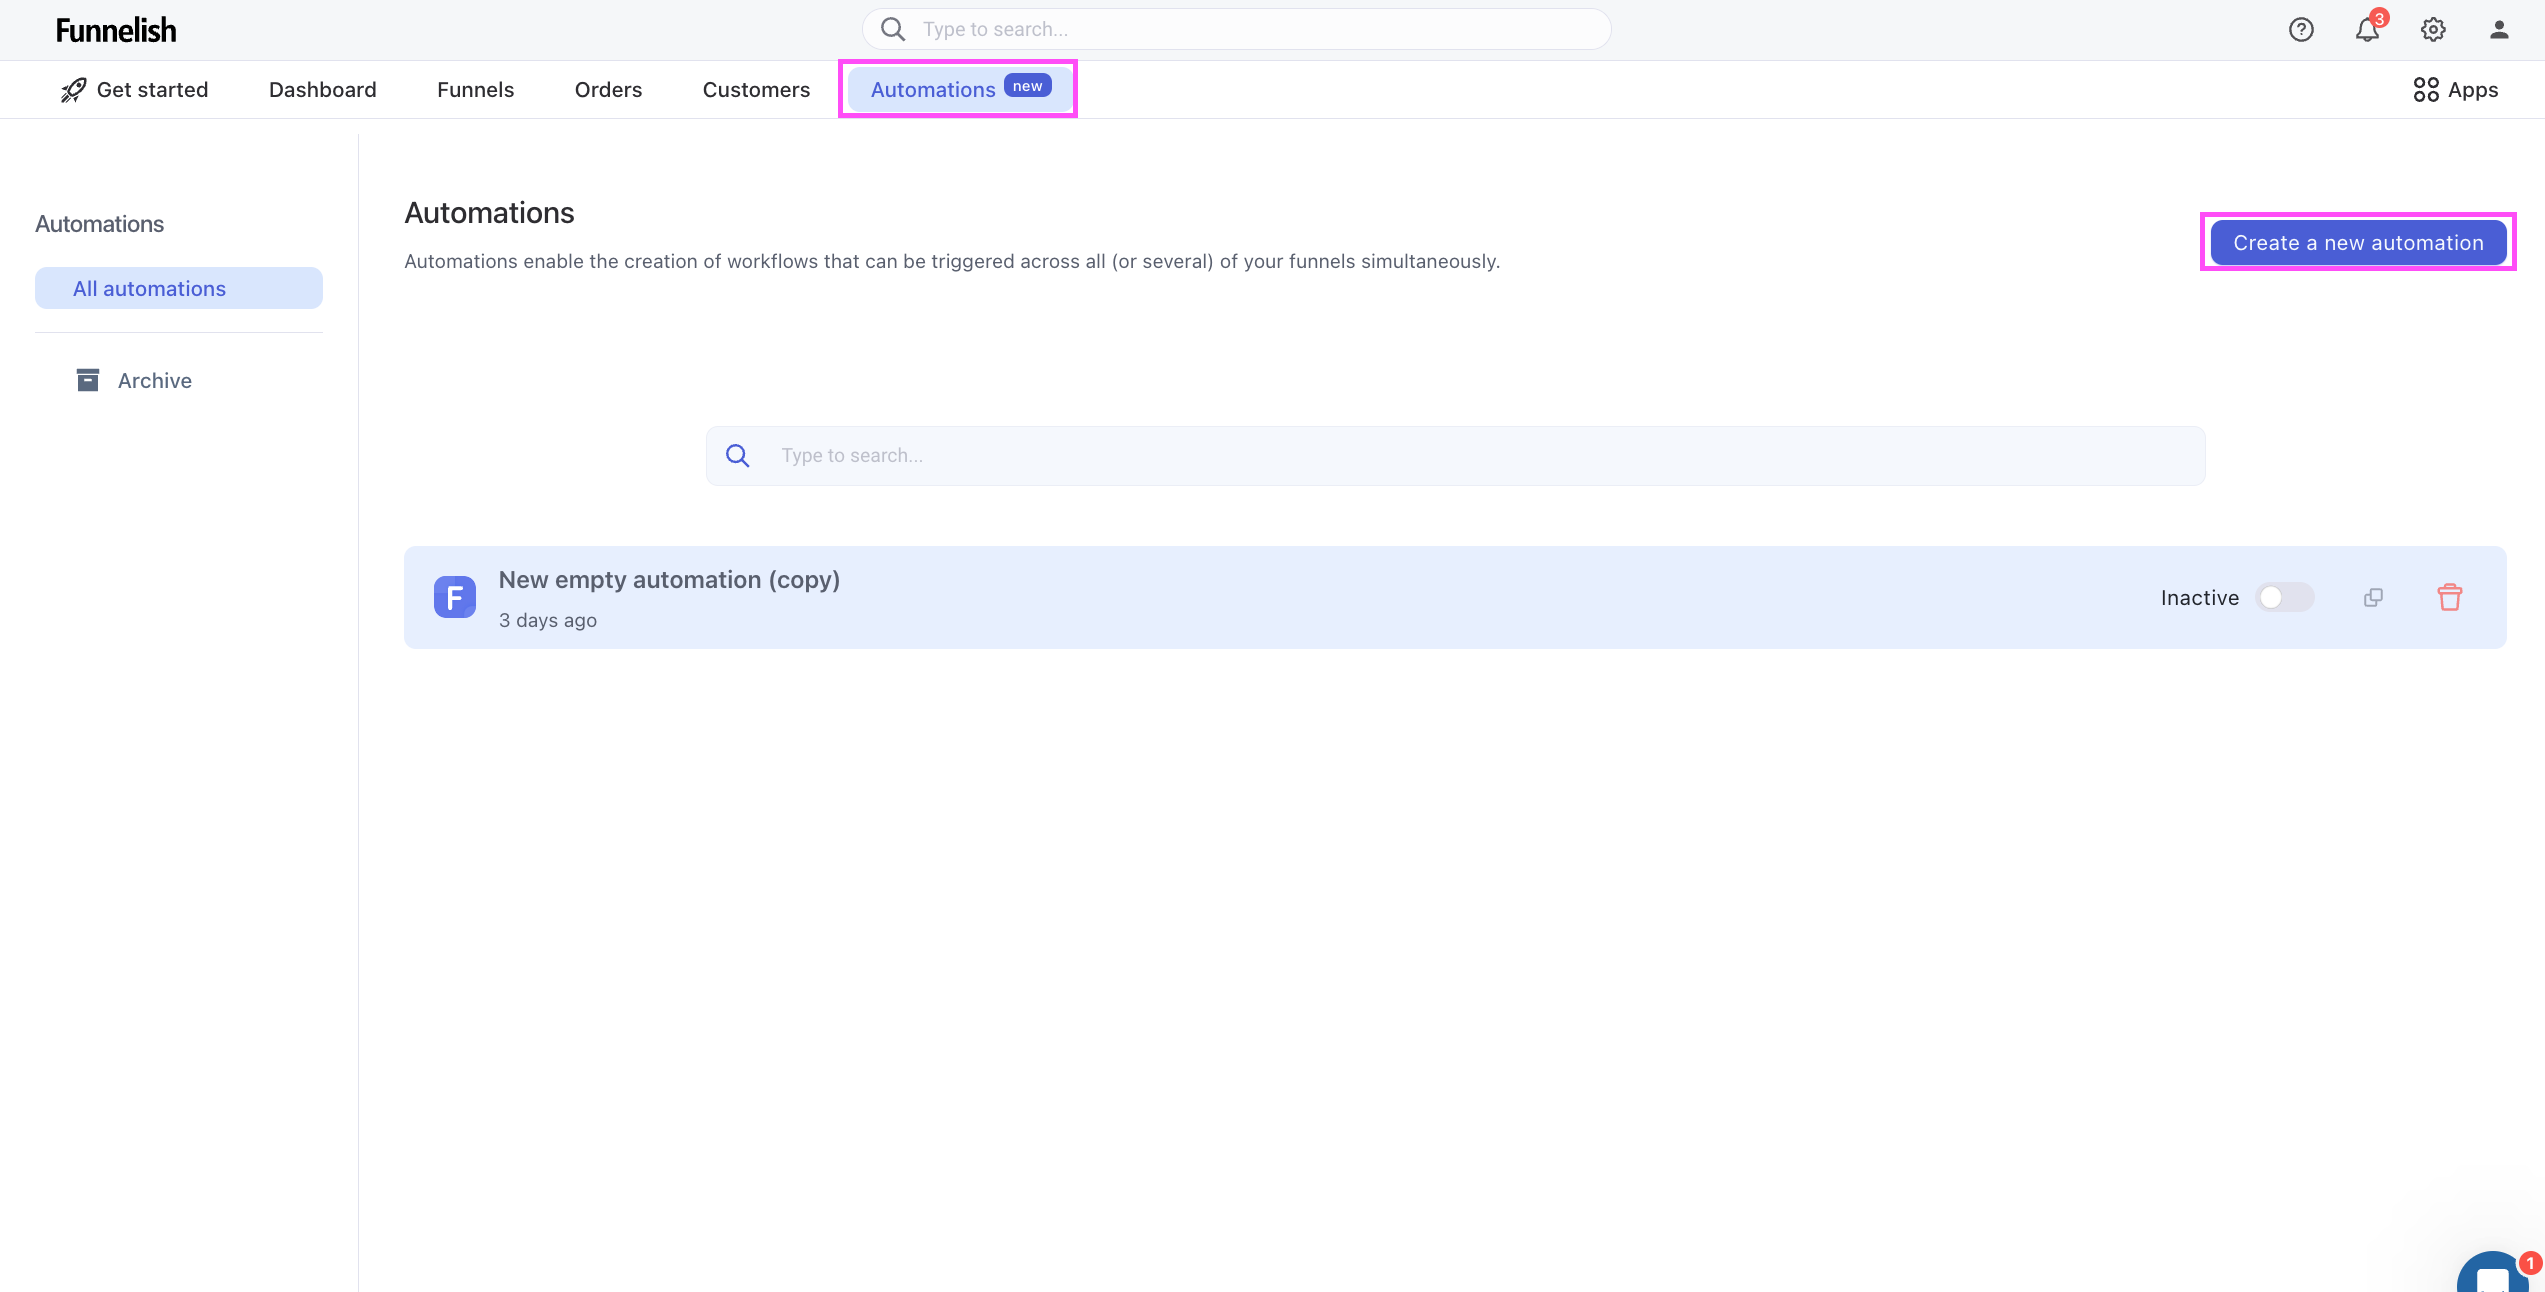 Funnelish
Type to search...
3
Get started
Dashboard
Funnels
Orders
Customers
Automations new
Apps
Automations
All automations
Archive
Automations
Automations enable the creation of workflows that can be triggered across all (or several) of your funnels simultaneously.
Create a new automation
Type to search...
F
New empty automation (copy)
3 days ago
Inactive
1